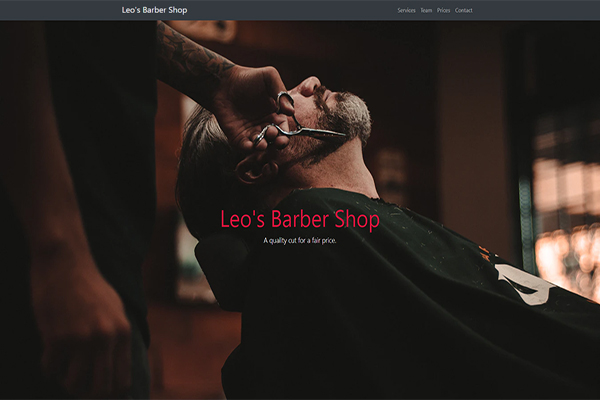 Leo's Barber Shop
Services Team Prices Contact
Leo's Barber Shop
A quality cut for a fair price.